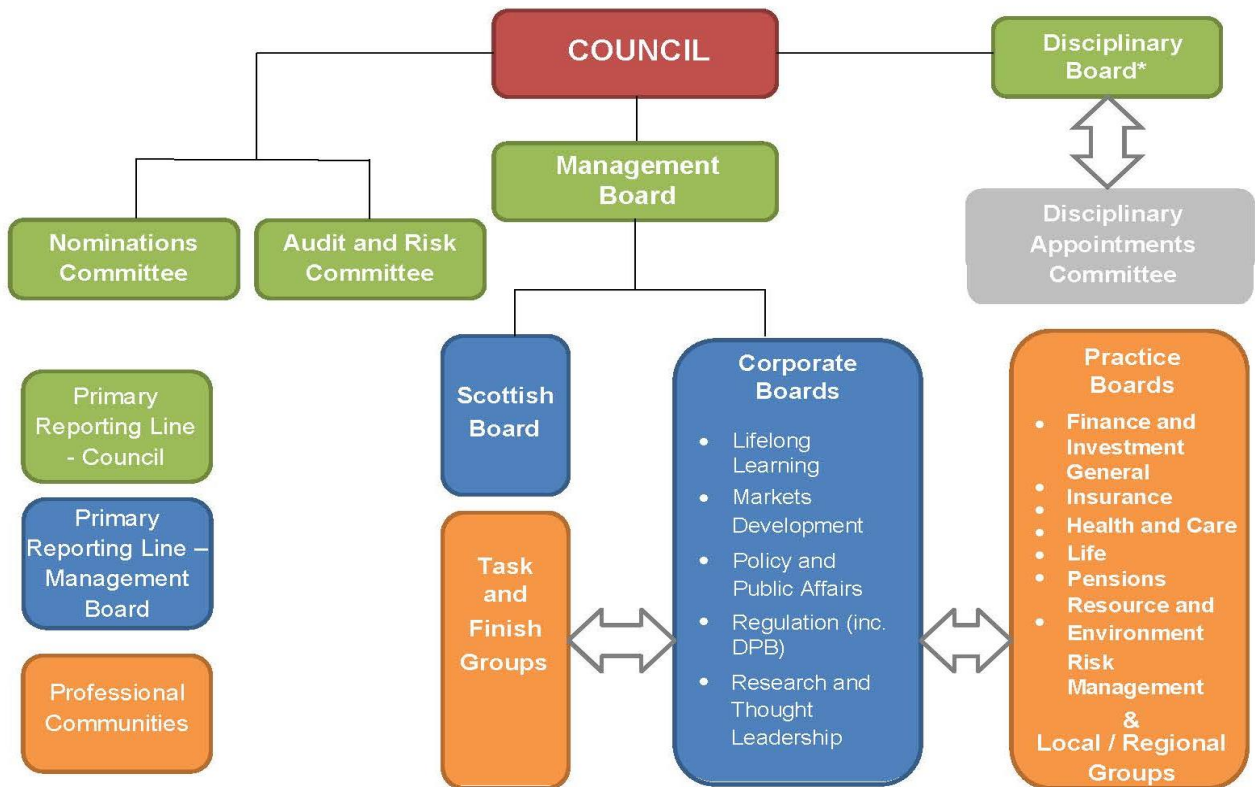 COUNCIL
Disciplinary
Board*
Management
Board
Nominations
Committee
Audit and Risk
Committee
Disciplinary
Appointments
Committee
Primary
Reporting Line
- Council
Primary
Reporting Line –
Management
Board
Professional
Communities
Scottish
Board
Task
and
Finish
Groups
Corporate
Boards
• Lifelong
Learning
• Markets
Development
• Policy and
Public Affairs
• Regulation (inc.
DPB)
• Research and
Thought
Leadership
Practice
Boards
• Finance and
Investment
General
• Insurance
• Health and Care
• Life
• Pensions
Resource and
• Environment
Risk
Management
&
Local / Regional
Groups